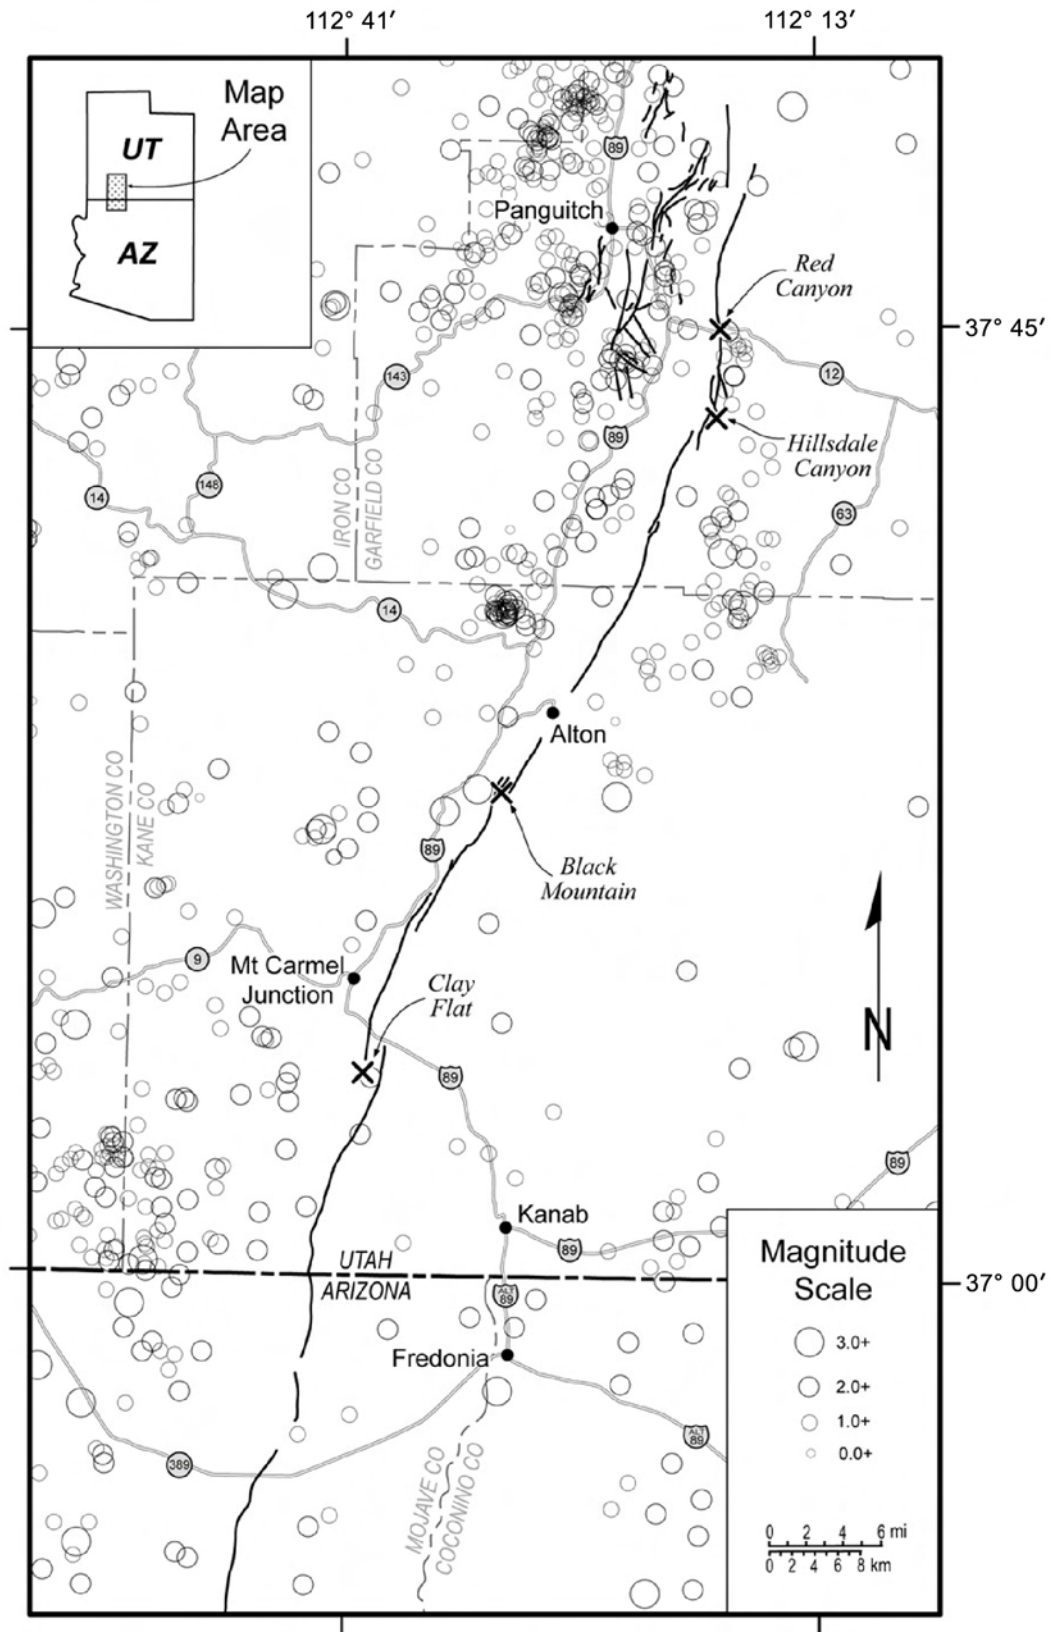 112° 41′
112° 13′
Map
Area
UT
AZ
89
Panguitch
Red
Canyon
37° 45′
143
12
89
Hillsdale
Canyon
14
148
IRON CO
GARFIELD CO
63
14
Alton
WASHINGTON CO
KANE CO
89
Black
Mountain
9
Mt Carmel
Junction
Clay
Flat
N
89
89
Kanab
89
UTAH
ARIZONA
37° 00′
ALT
89
Fredonia
389
ALT
89
MOJAVE CO
COCONINO CO
Magnitude
Scale
3.0+
2.0+
1.0+
0.0+
0 2 4 6 mi
0 2 4 6 8 km